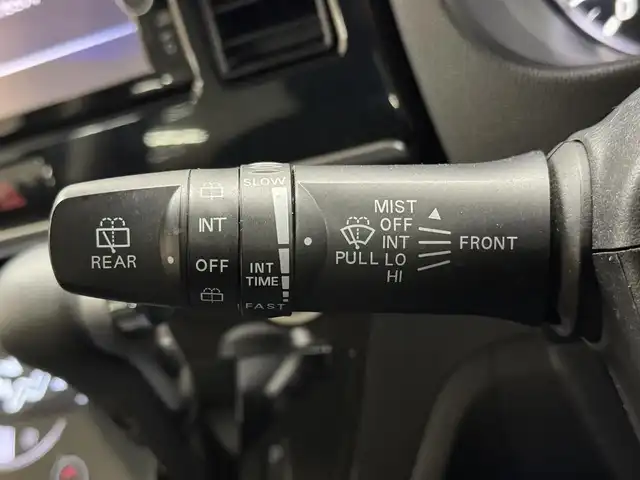 REAR
INT
OFF
SLOW
INT
TIME
FAST
PULL
MIST
OFF
INT
LO
HI
FRONT